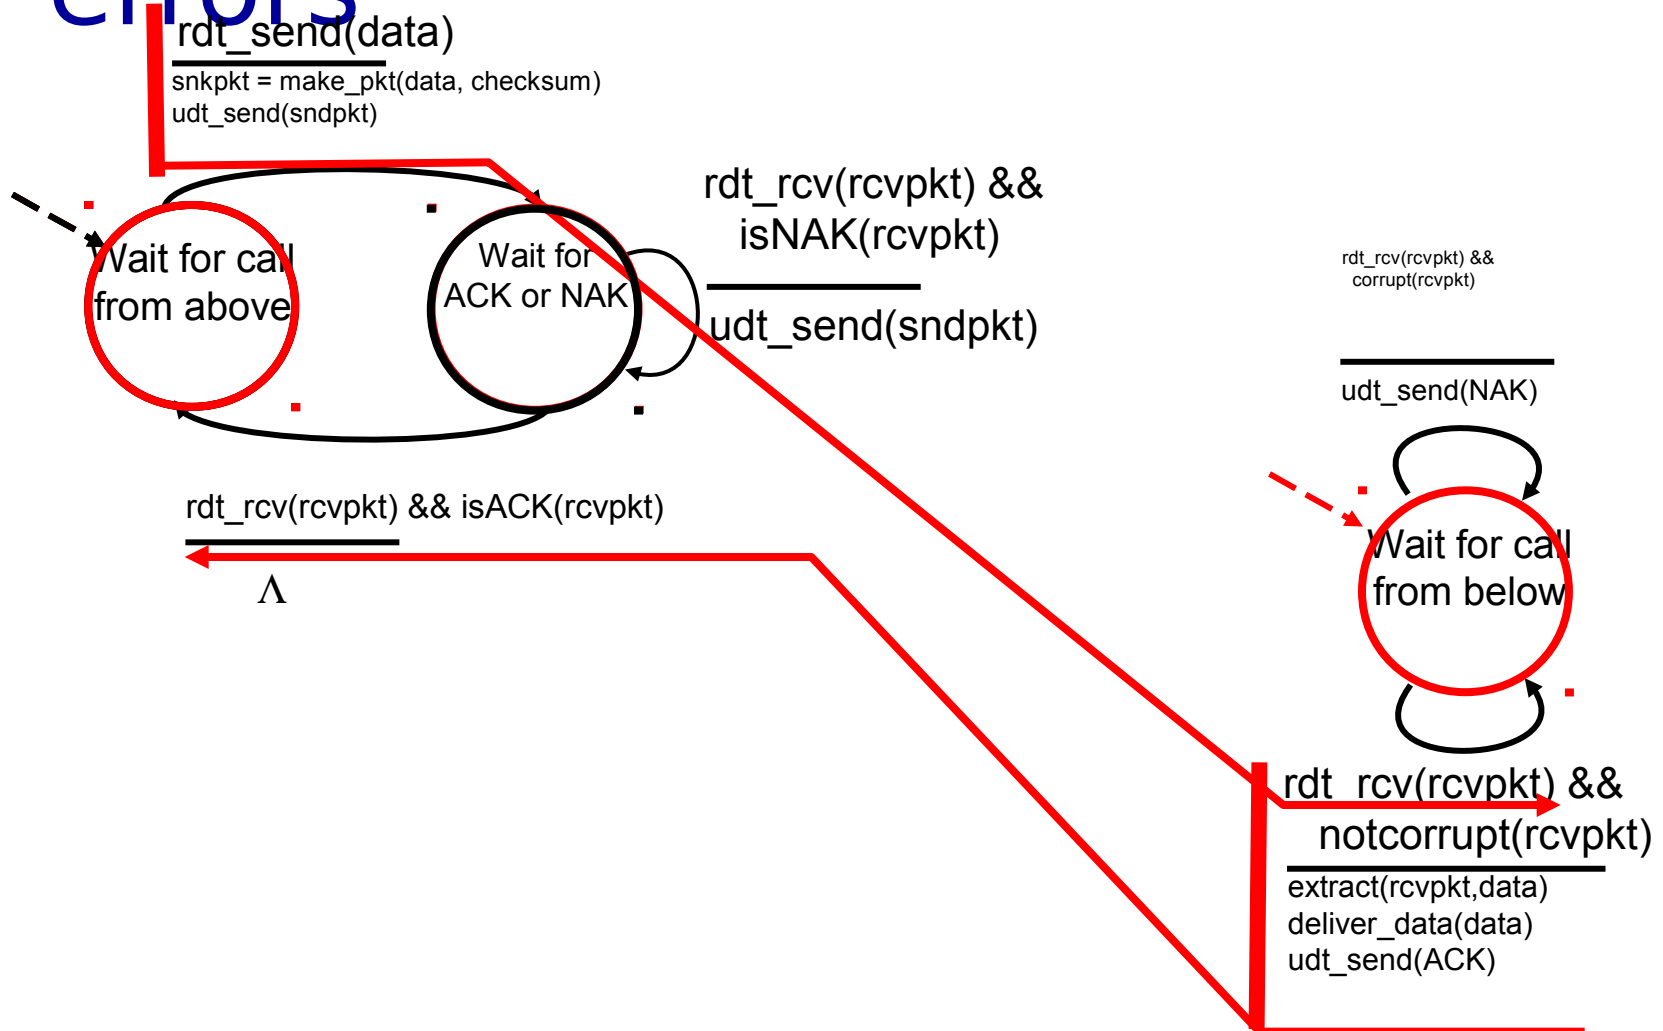 errors
rdt_send(data)
snkpkt = make_pkt(data, checksum)
udt_send(sndpkt)
Wait for call
from above
Wait for
ACK or NAK
rdt_rcv(rcvpkt) &&
isNAK(rcvpkt)
udt_send(sndpkt)
rdt_rcv(rcvpkt) && isACK(rcvpkt)
Λ
rdt_rcv(rcvpkt) &&
corrupt(rcvpkt)
udt_send(NAK)
Wait for call
from below
rdt_rcv(rcvpkt) &&
notcorrupt(rcvpkt)
extract(rcvpkt,data)
deliver_data(data)
udt_send(ACK)